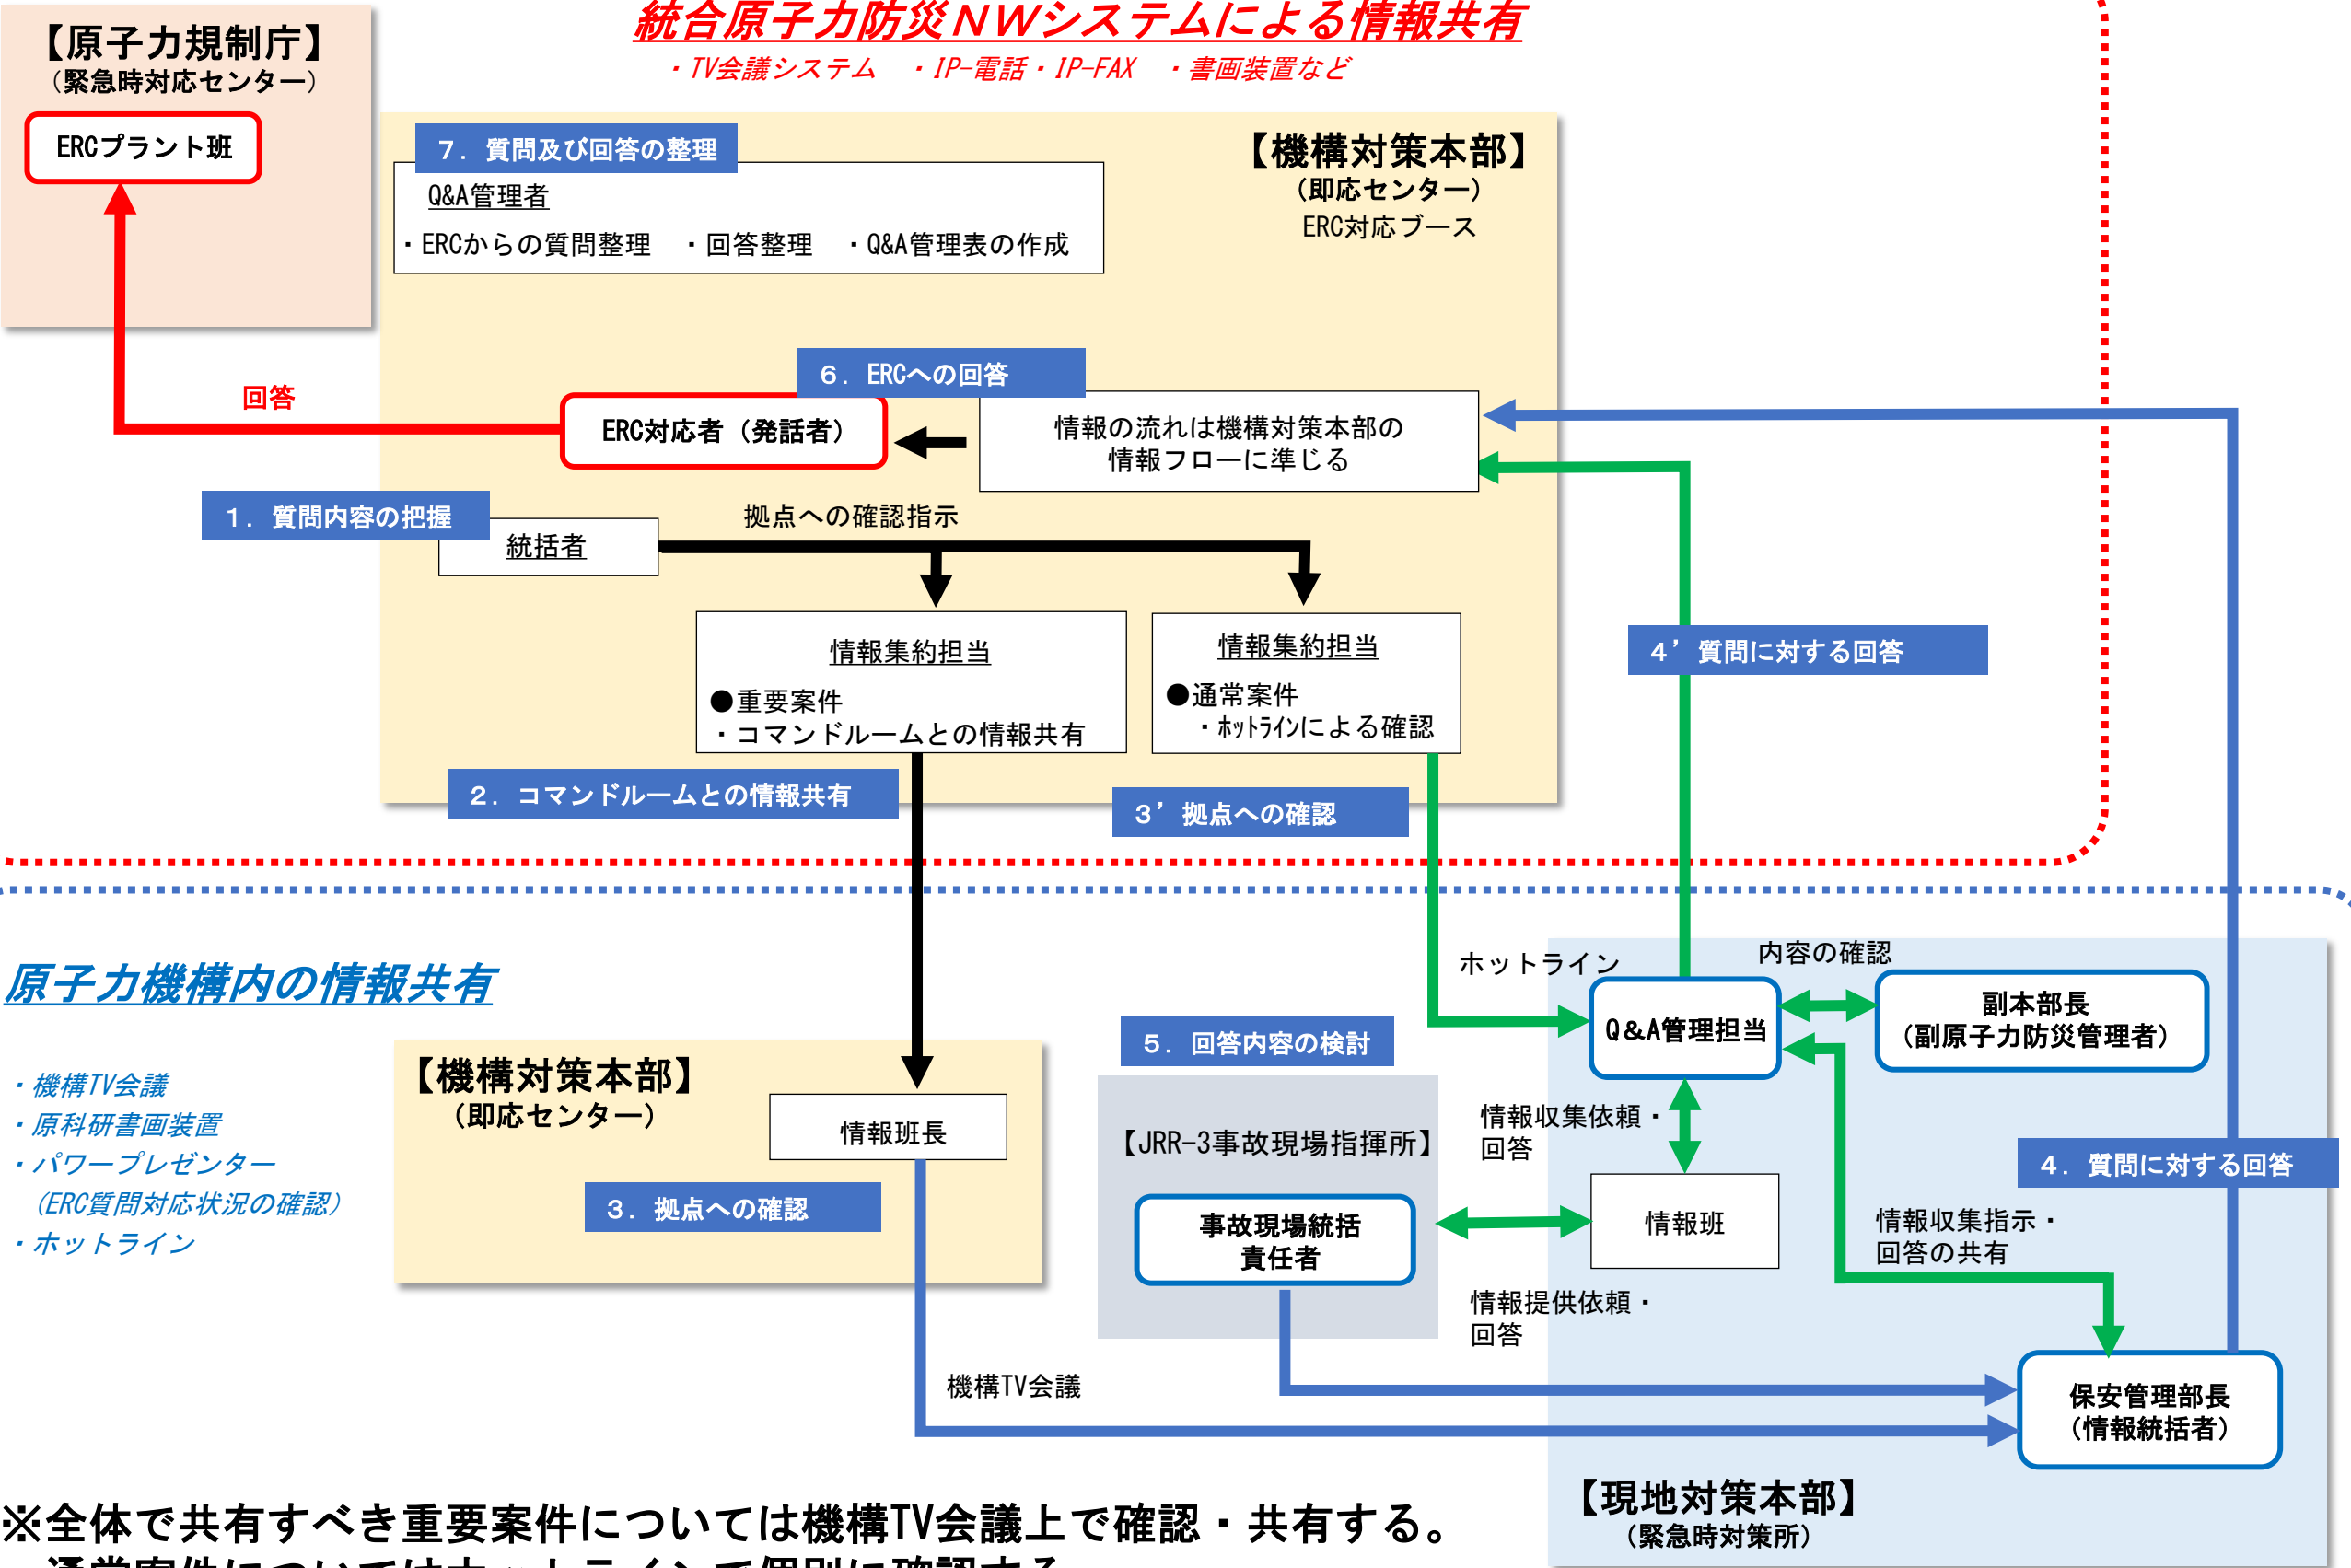 統合原子力防災ＮＷシステムによる情報共有
・TV会議システム　・IP-電話・IP-FAX　・書画装置など
【原子力規制庁】
（緊急時対応センター）
ERCプラント班
７．質問及び回答の整理
Q&A管理者
・ERCからの質問整理　・回答整理　・Q&A管理表の作成
【機構対策本部】
（即応センター）
ERC対応ブース
回答
６．ERCへの回答
ERC対応者（発話者）
情報の流れは機構対策本部の
情報フローに準じる
１．質問内容の把握
統括者
拠点への確認指示
情報集約担当
●重要案件
・コマンドルームとの情報共有
情報集約担当
●通常案件
・ﾎｯﾄﾗｲﾝによる確認
４’質問に対する回答
２．コマンドルームとの情報共有
３’拠点への確認
原子力機構内の情報共有
・機構TV会議
・原科研書画装置
・パワープレゼンター
（ERC質問対応状況の確認）
・ホットライン
【機構対策本部】
（即応センター）
情報班長
３．拠点への確認
機構TV会議
５．回答内容の検討
【JRR-3事故現場指揮所】
事故現場統括
責任者
ホットライン
内容の確認
Q＆A管理担当
副本部長
（副原子力防災管理者）
情報収集依頼・
回答
情報班
情報提供依頼・
回答
４．質問に対する回答
情報収集指示・
回答の共有
保安管理部長
（情報統括者）
【現地対策本部】
（緊急時対策所）
※全体で共有すべき重要案件については機構TV会議上で確認・共有する。
通常案件についてはホットラインで個別に確認する